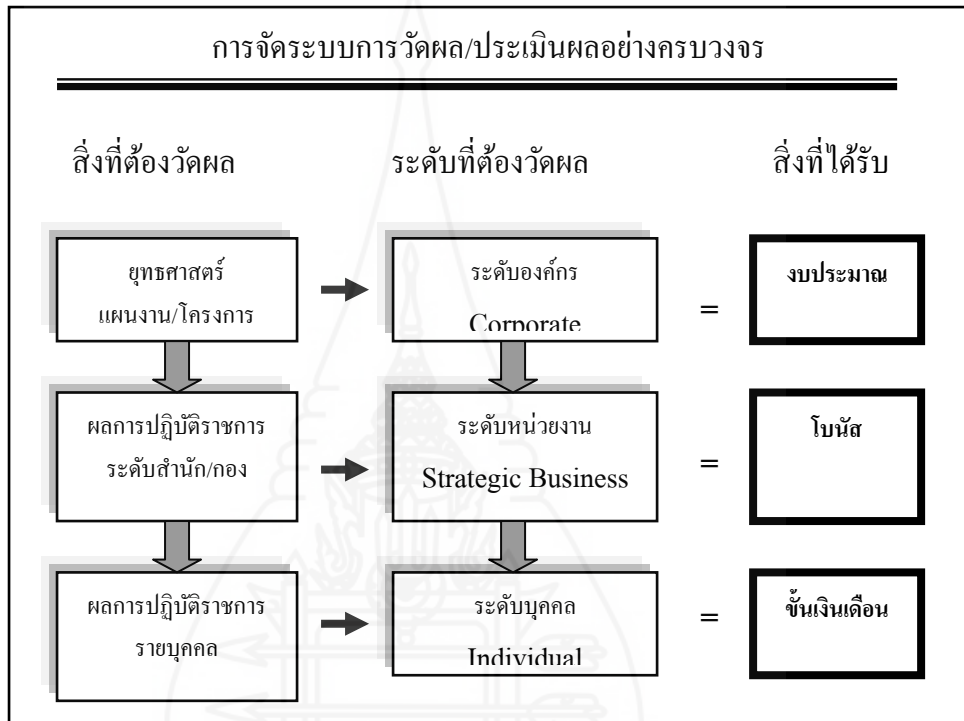 การจัดระบบการวัดผล/ประเมินผลอย่างครบวงจร
สิ่งที่ต้องวัดผล
ระดับที่ต้องวัดผล
สิ่งที่ได้รับ
ยุทธศาสตร์
แผนงาน/โครงการ
ระดับองค์กร
Corporate
=
งบประมาณ
ผลการปฏิบัติราชการ
ระดับสำนัก/กอง
ระดับหน่วยงาน
Strategic Business
=
โบนัส
ผลการปฏิบัติราชการ
รายบุคคล
ระดับบุคคล
Individual
=
ขั้นเงินเดือน